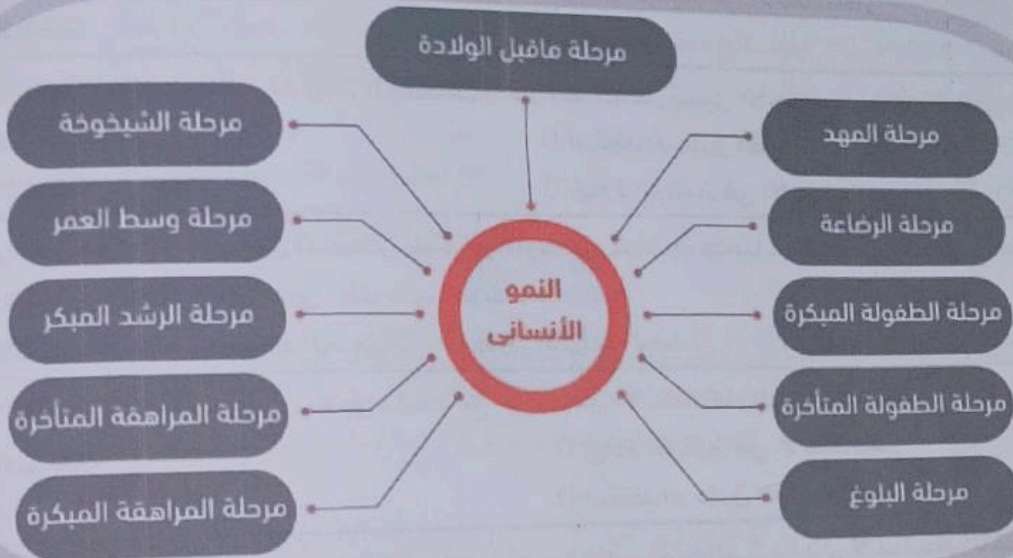 مرحلة ماقبل الولادة
مرحلة المهد
مرحلة الرضاعة
مرحلة الطفولة المبكرة
مرحلة الطفولة المتأخرة
مرحلة البلوغ
مرحلة المراهقة المبكرة
مرحلة المراهقة المتأخرة
مرحلة الرشد المبكر
مرحلة وسط العمر
مرحلة الشيخوخة
النمو
الأنسانى